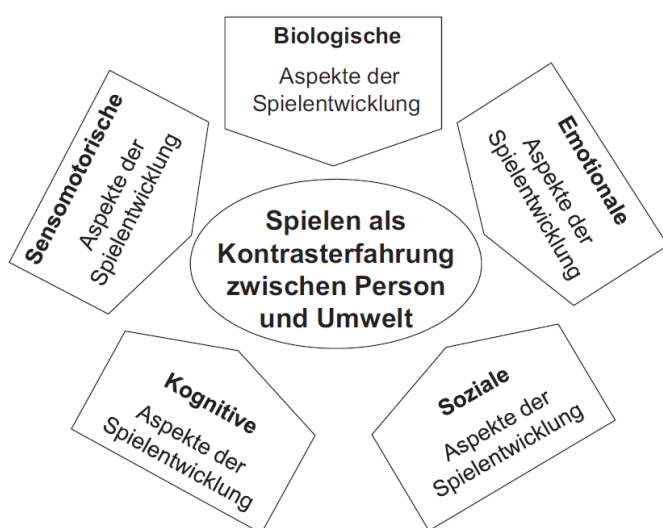 Biologische
Aspekte der
Spielentwicklung
Sensomotorische
Aspekte der
Spielentwicklung
Emotionale
Aspekte der
Spielentwicklung
Spielen als
Kontrasterfahrung
zwischen Person
und Umwelt
Kognitive
Aspekte der
Spielentwicklung
Soziale
Aspekte der
Spielentwicklung